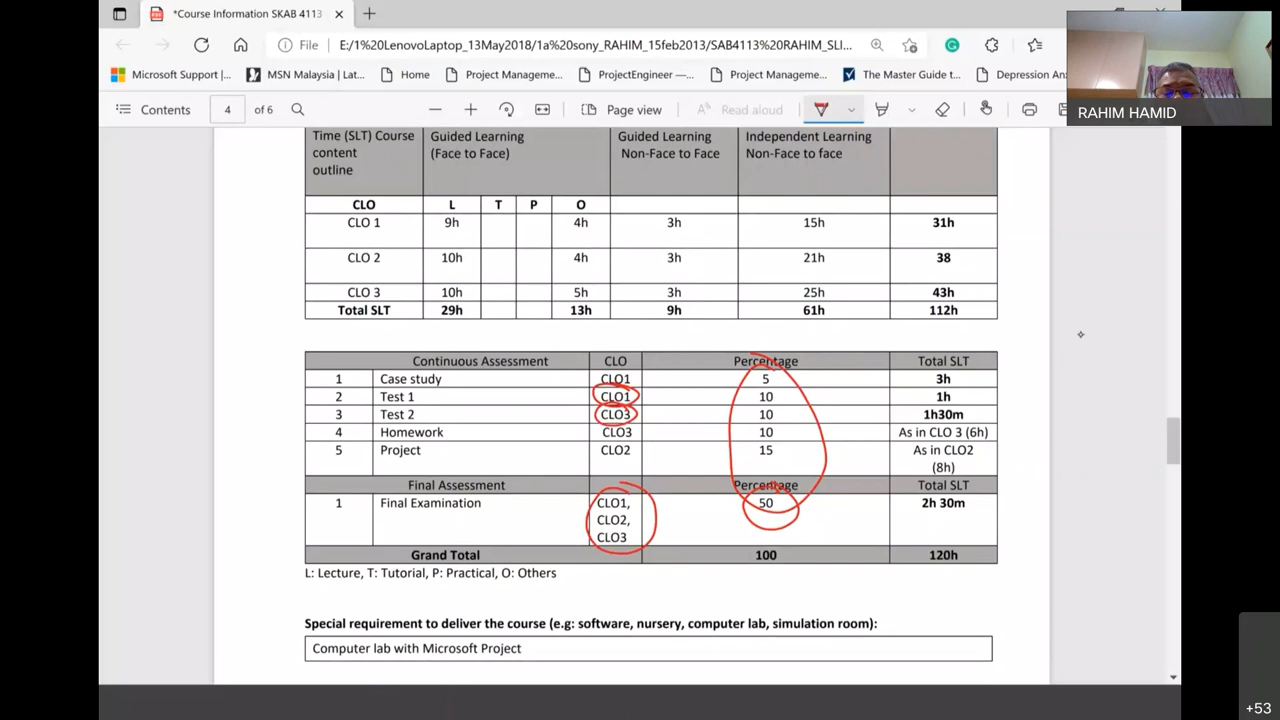 *Course Information SKAB 4113
File E:/1%20LenovoLaptop_13May2018/1a%20sony_RAHIM_15feb2013/SAB4113%20RAHIM_SLI...
Microsoft Support |... MSN Malaysia | Lat... Home Project Manageme... ProjectEngineer —... Project Manageme... The Master Guide t... Depression An
Contents 4 of 6 Page view Read aloud
RAHIM HAMID
Time (SLT) Course content outline Guided Learning (Face to Face) Guided Learning Non-Face to Face Independent Learning Non-Face to face
CLO L T P O
CLO 1 9h 4h 3h 15h 31h
CLO 2 10h 4h 3h 21h 38
CLO 3 10h 5h 3h 25h 43h
Total SLT 29h 13h 9h 61h 112h
Continuous Assessment CLO Percentage Total SLT
1 Case study CLO1 5 3h
2 Test 1 CLO1 10 1h
3 Test 2 CLO3 10 1h30m
4 Homework CLO3 10 As in CLO 3 (6h)
5 Project CLO2 15 As in CLO2
(8h)
Final Assessment Percentage Total SLT
1 Final Examination CLO1, 50 2h 30m
CLO2,
CLO3
Grand Total 100 120h
L: Lecture, T: Tutorial, P: Practical, O: Others
Special requirement to deliver the course (e.g: software, nursery, computer lab, simulation room):
Computer lab with Microsoft Project
+53